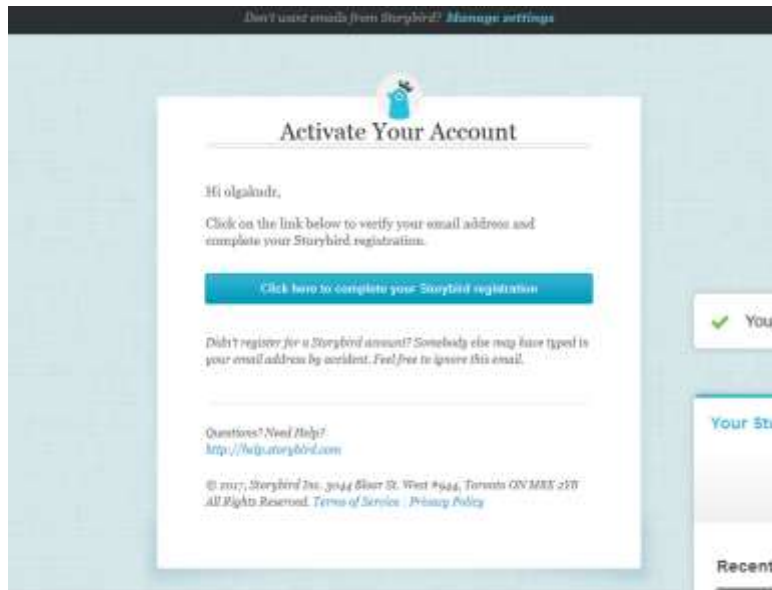 Don't want emails from Storybird? Manage settings
Activate Your Account
Hi olgakudr,
Click on the link below to verify your email address and
complete your Storybird registration.
Click here to complete your Storybird registration
Didn't register for a Storybird account? Somebody else may have typed in
your email address by accident. Feel free to ignore this email.
Questions? Need Help?
http://help.storybird.com
© 2017, Storybird Inc. 3044 Bloor St. West #944, Toronto ON M8X 2Y8
All Rights Reserved. Terms of Service Privacy Policy
You
Your Sto
Recent